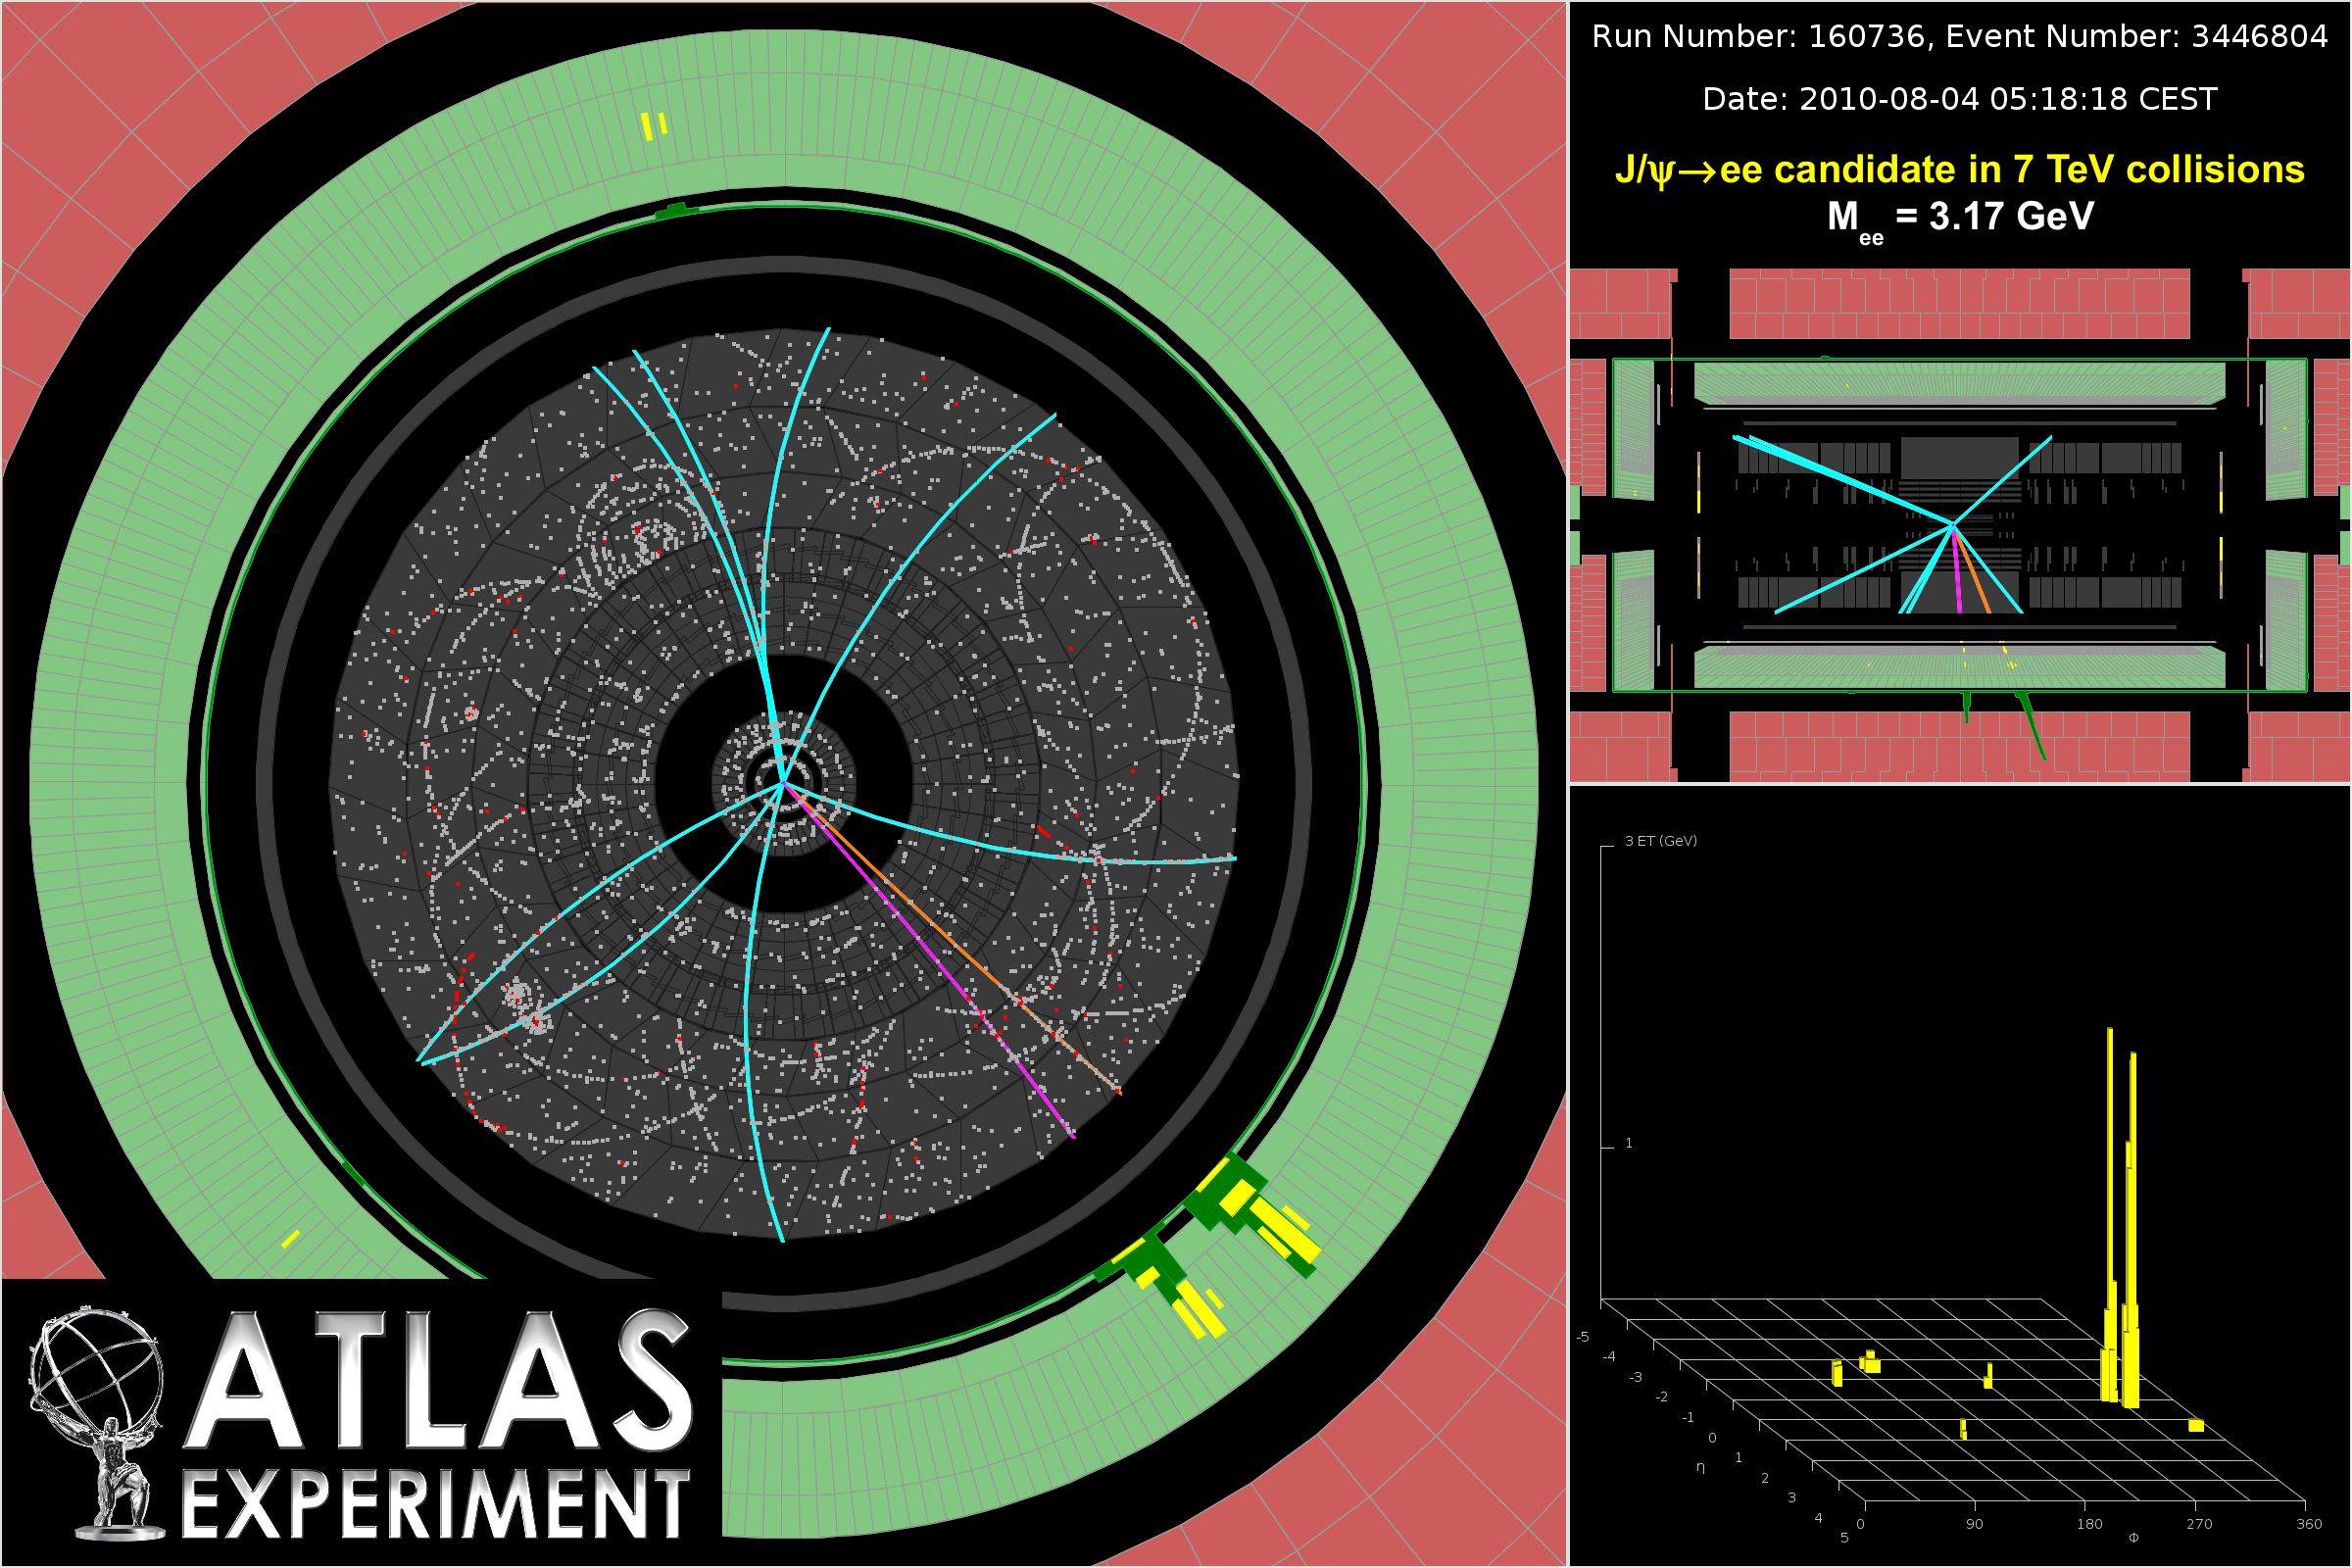 Run Number: 160736, Event Number: 3446804
Date: 2010-08-04 05:18:18 CEST
J/ψ→ee candidate in 7 TeV collisions
Mee = 3.17 GeV
3 ET (GeV)
1
-5
-4
-3
-2
-1
0
1
2
3
4
5
η
0 90 180 270 360
Φ
ATLAS
EXPERIMENT